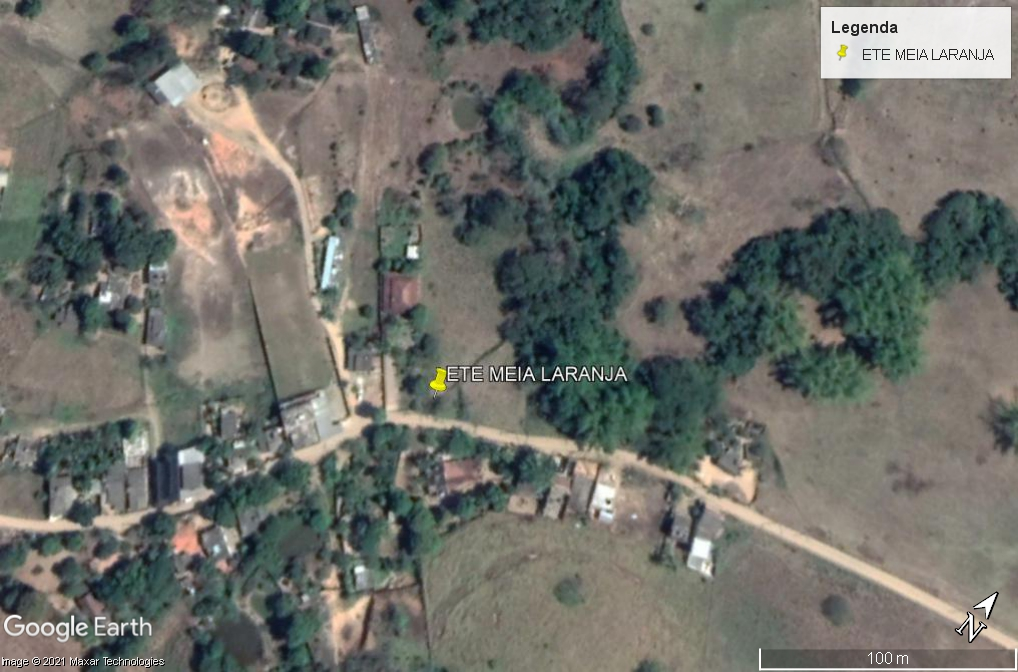 Legenda
ETE MEIA LARANJA
ETE MEIA LARANJA
Google Earth
N
Image © 2021 Maxar Technologies
100 m